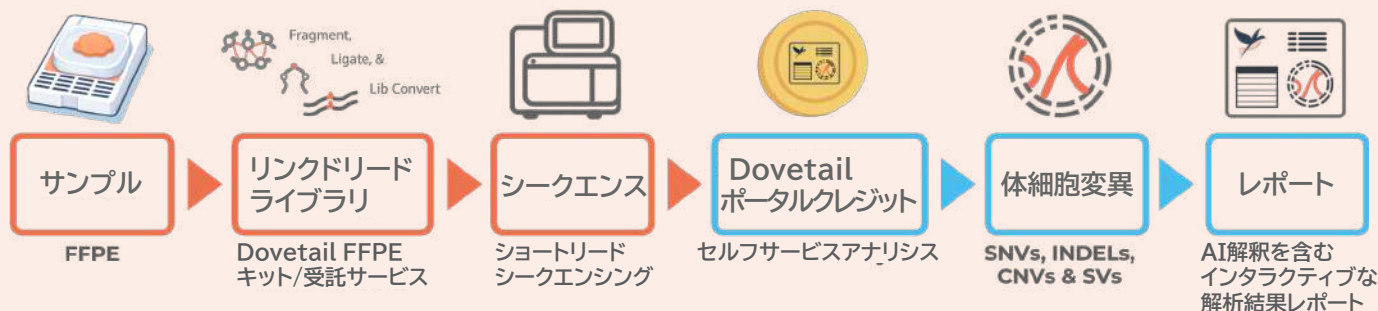 Fragment,
Ligate, &
Lib Convert
サンプル
リンクドリード
ライブラリ
シークエンス
Dovetail
ポータルクレジット
体細胞変異
レポート
FFPE
Dovetail FFPE
キット/受託サービス
ショートリード
シークエンシング
セルフサービスアナリシス
SNVs, INDELs,
CNVs & SVs
AI解釈を含む
インタラクティブな
解析結果レポート